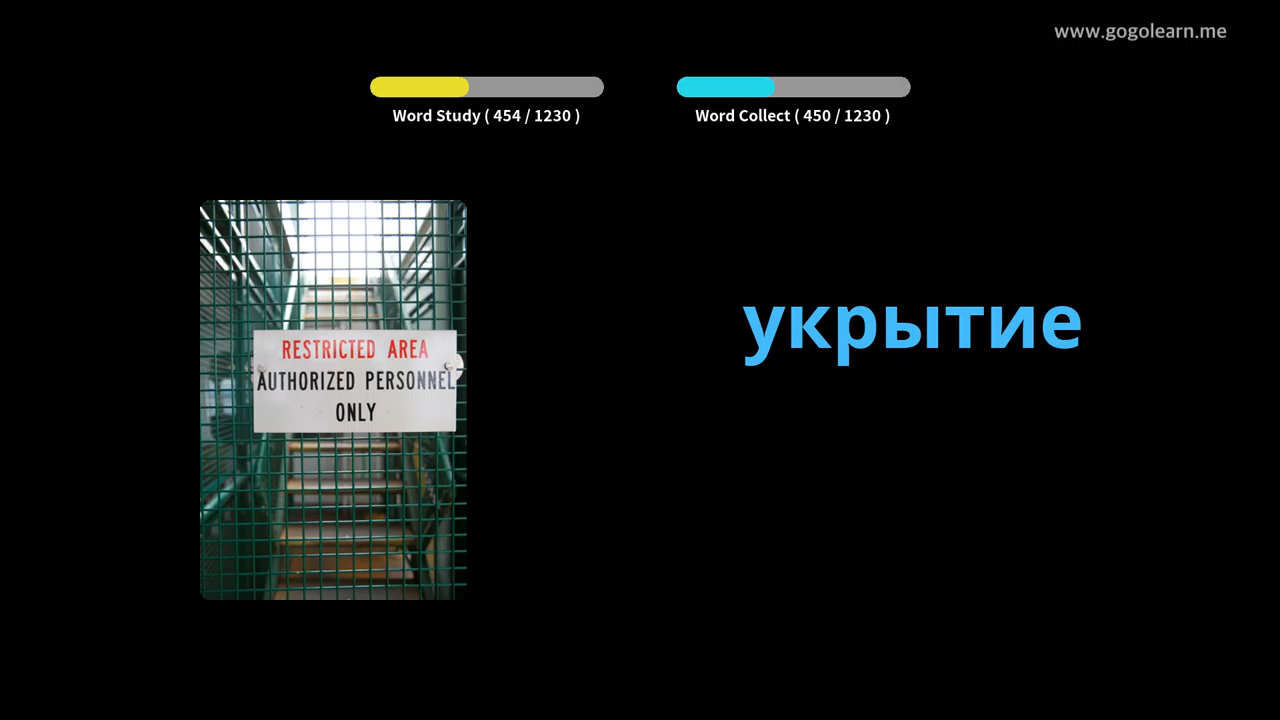 www.gogolearn.me
Word Study ( 454 / 1230 )
Word Collect ( 450 / 1230 )
RESTRICTED AREA
AUTHORIZED PERSONNEL
ONLY
укрытие